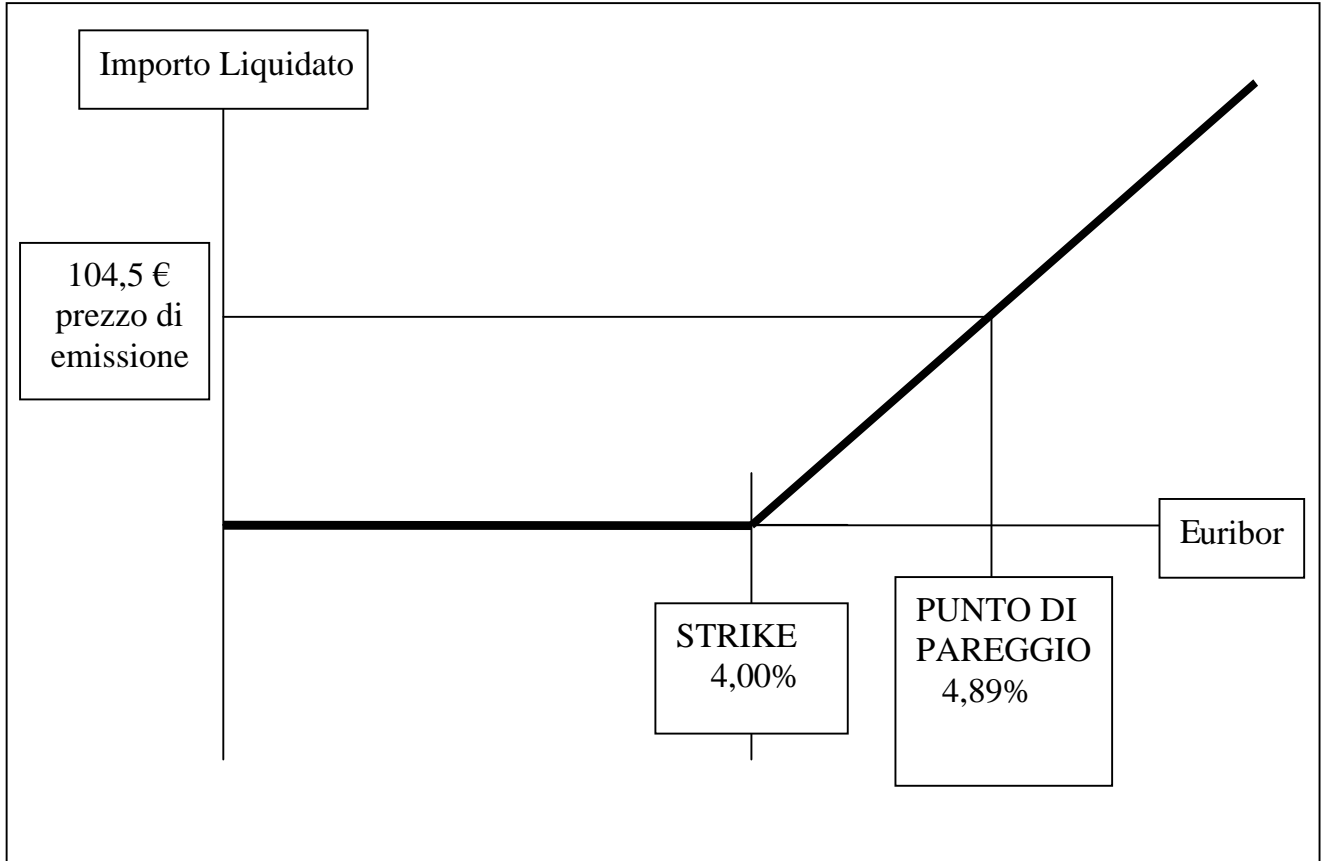 Importo Liquidato
104,5 €
prezzo di
emissione
Euribor
STRIKE
4,00%
PUNTO DI
PAREGGIO
4,89%